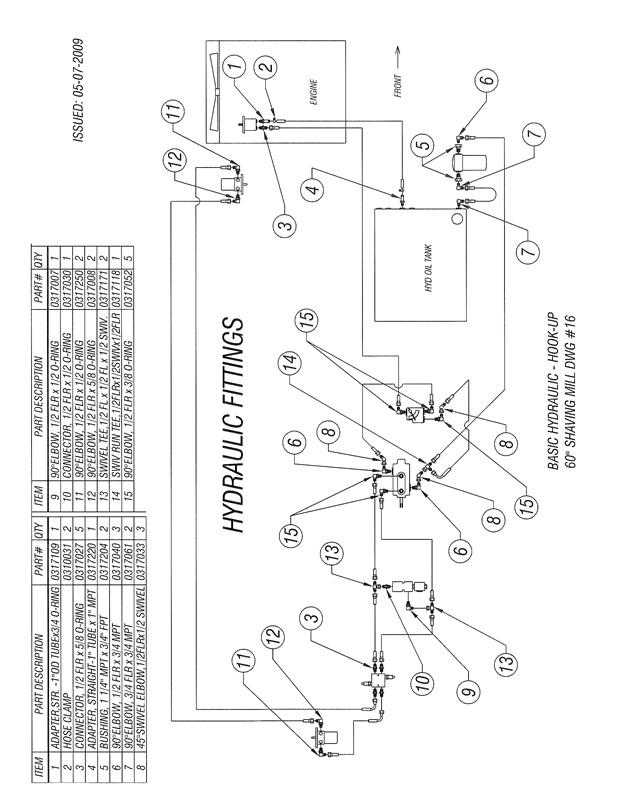 ISSUED: 05-07-2009
ITEM PART DESCRIPTION PART# QTY
1 ADAPTER,STR. -1"OD TUBEx3/4 O-RING 0317109 1
2 HOSE CLAMP 0310031 2
3 CONNECTOR, 1/2 FLR x 5/8 O-RING 0317027 5
4 ADAPTER, STRAIGHT-1" TUBE x 1" MPT 0317220 1
5 BUSHING, 1 1/4" MPT x 3/4" FPT 0317204 2
6 90°ELBOW, 1/2 FLR x 3/4 MPT 0317040 3
7 90°ELBOW, 3/4 FLR x 3/4 MPT 0317061 2
8 45°SWIVEL ELBOW,1/2FLRx1/2 SWIVEL 0317033 3
ITEM PART DESCRIPTION PART# QTY
9 90°ELBOW, 1/2 FLR x 1/2 O-RING 0317007 1
10 CONNECTOR, 1/2 FLR x 1/2 O-RING 0317030 1
11 90°ELBOW, 1/2 FLR x 1/2 O-RING 0317250 2
12 90°ELBOW, 1/2 FLR x 5/8 O-RING 0317008 2
13 SWIVEL TEE,1/2 FL x 1/2 FL x 1/2 SWIV. 0317171 2
14 SWIV RUN TEE,1/2FLRx1/2SWIVx1/2FLR 0317118 1
15 90°ELBOW, 1/2 FLR x 3/8 O-RING 0317052 5
HYDRAULIC FITTINGS
11
12
3
13
10
9
13
15
6
8
14
15
6
8
15
8
12
11
1
2
3
4
5
6
7
7
ENGINE
FRONT
HYD OIL TANK
BASIC HYDRAULIC - HOOK-UP
60" SHAVING MILL DWG #16